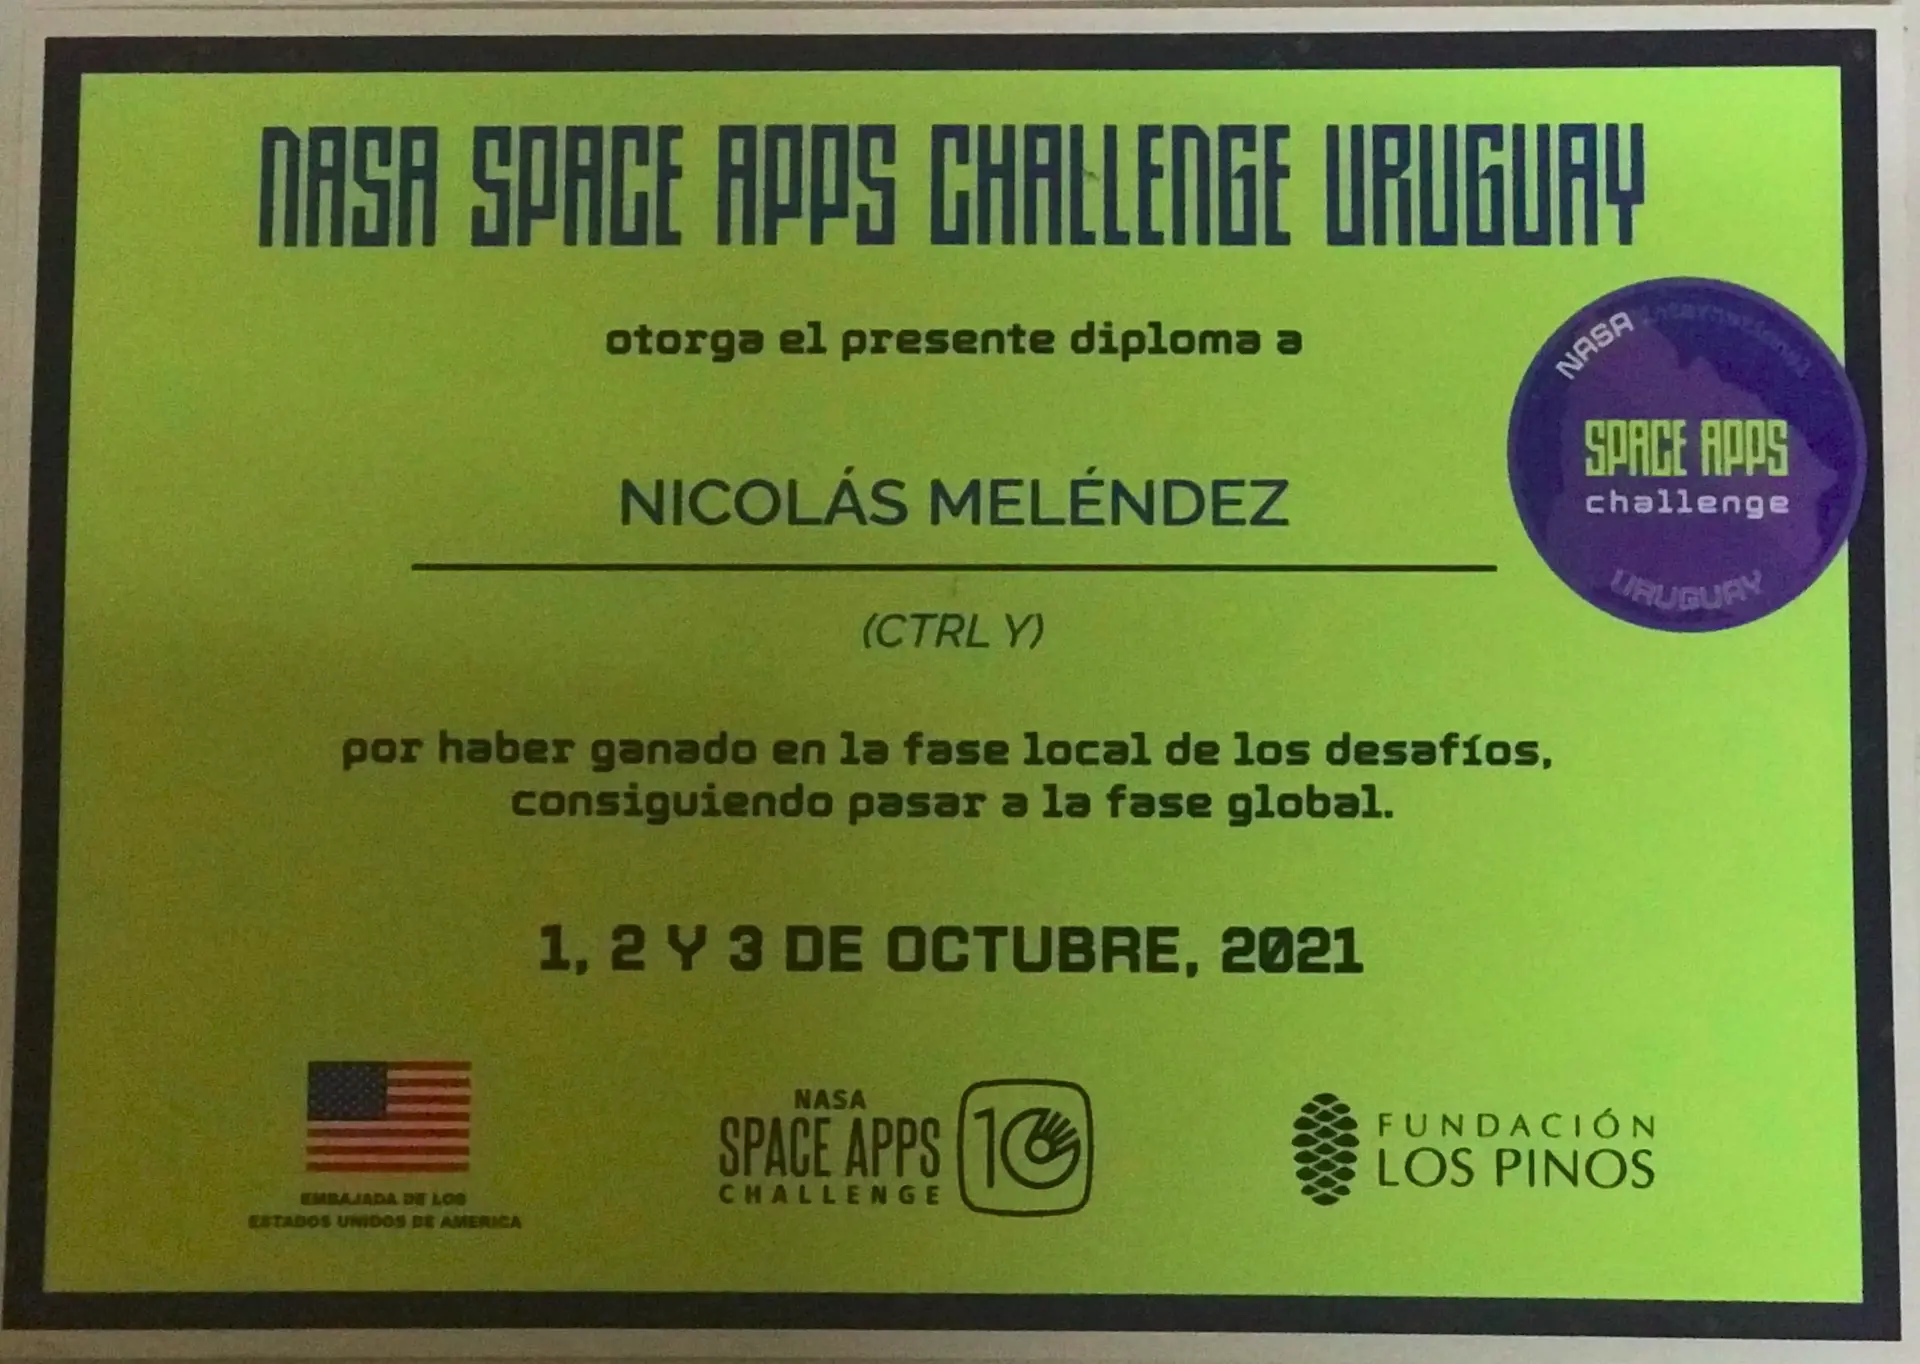 NASA SPACE APPS CHALLENGE URUGUAY
otorga el presente diploma a
NASA International
SPACE APPS
challenge
URUGUAY
NICOLÁS MELÉNDEZ
(CTRL Y)
por haber ganado en la fase local de los desafíos,
consiguiendo pasar a la fase global.
1, 2 Y 3 DE OCTUBRE, 2021
EMBAJADA DE LOS
ESTADOS UNIDOS DE AMERICA
NASA
SPACE APPS
CHALLENGE
10
FUNDACIÓN
LOS PINOS